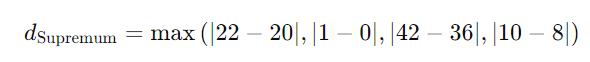 d_Supremum = max (|22 − 20|, |1 − 0|, |42 − 36|, |10 − 8|)